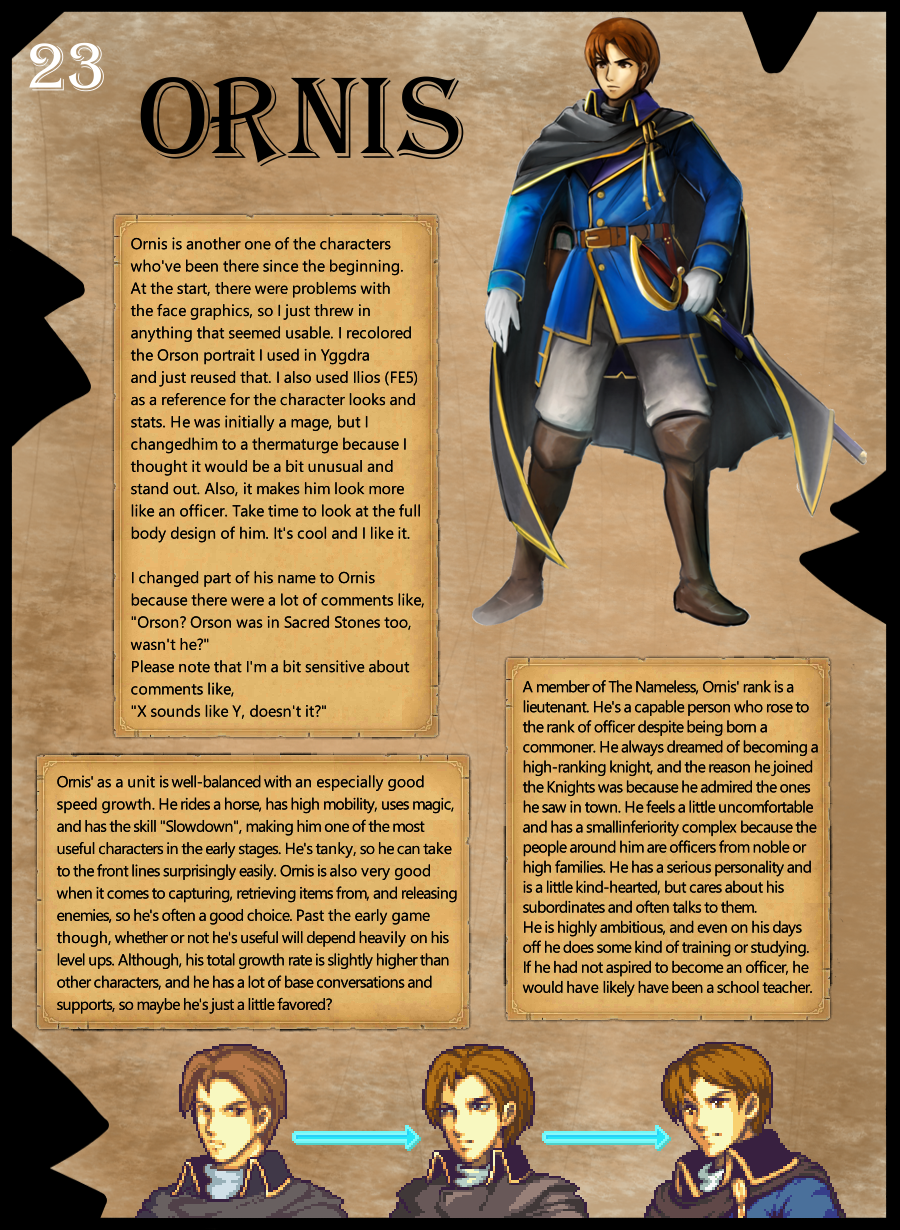 23
ORNIS
Ornis is another one of the characters
who've been there since the beginning.
At the start, there were problems with
the face graphics, so I just threw in
anything that seemed usable. I recolored
the Orson portrait I used in Yggdra
and just reused that. I also used Ilios (FE5)
as a reference for the character looks and
stats. He was initially a mage, but I
changedhim to a thermaturge because I
thought it would be a bit unusual and
stand out. Also, it makes him look more
like an officer. Take time to look at the full
body design of him. It's cool and I like it.
I changed part of his name to Ornis
because there were a lot of comments like,
"Orson? Orson was in Sacred Stones too,
wasn't he?"
Please note that I'm a bit sensitive about
comments like,
"X sounds like Y, doesn't it?"
A member of The Nameless, Ornis' rank is a
lieutenant. He's a capable person who rose to
the rank of officer despite being born a
commoner. He always dreamed of becoming a
high-ranking knight, and the reason he joined
the Knights was because he admired the ones
he saw in town. He feels a little uncomfortable
and has a smallinferiority complex because the
people around him are officers from noble or
high families. He has a serious personality and
is a little kind-hearted, but cares about his
subordinates and often talks to them.
He is highly ambitious, and even on his days
off he does some kind of training or studying.
If he had not aspired to become an officer, he
would have likely have been a school teacher.
Ornis' as a unit is well-balanced with an especially good
speed growth. He rides a horse, has high mobility, uses magic,
and has the skill "Slowdown", making him one of the most
useful characters in the early stages. He's tanky, so he can take
to the front lines surprisingly easily. Ornis is also very good
when it comes to capturing, retrieving items from, and releasing
enemies, so he's often a good choice. Past the early game
though, whether or not he's useful will depend heavily on his
level ups. Although, his total growth rate is slightly higher than
other characters, and he has a lot of base conversations and
supports, so maybe he's just a little favored?